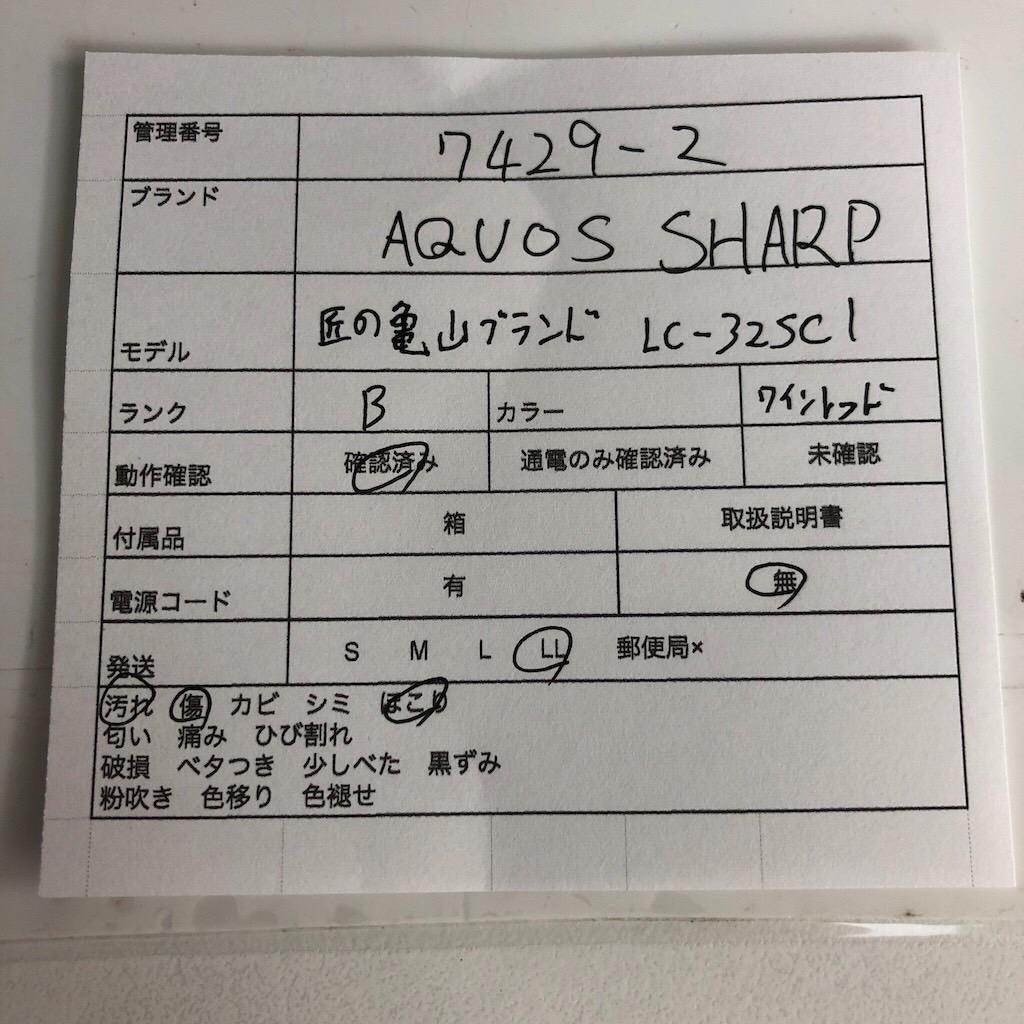 管理番号 7429-2
ブランド AQUOS SHARP
モデル 匠の亀山ブランド LC-32SC1
ランク B カラー ワインレッド
動作確認 確認済み 通電のみ確認済み 未確認
付属品 箱 取扱説明書
電源コード 有 無
発送 S M L LL 郵便局×
汚れ 傷 カビ シミ ほこり
匂い 痛み ひび割れ
破損 ベタつき 少しべた 黒ずみ
粉吹き 色移り 色褪せ